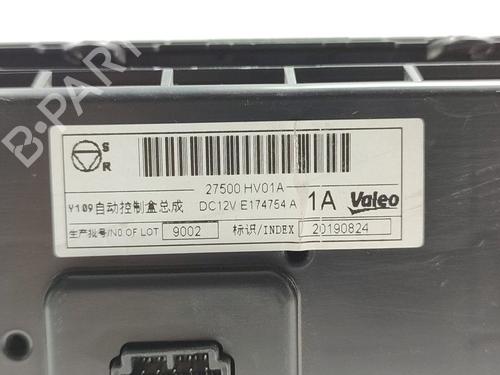 B-PARTS
S
R
27500 HV01A
Y109自动控制盒总成 DC12V E174754 A 1A Valeo
生产批号/NO OF LOT 9002 标识/INDEX 20190824